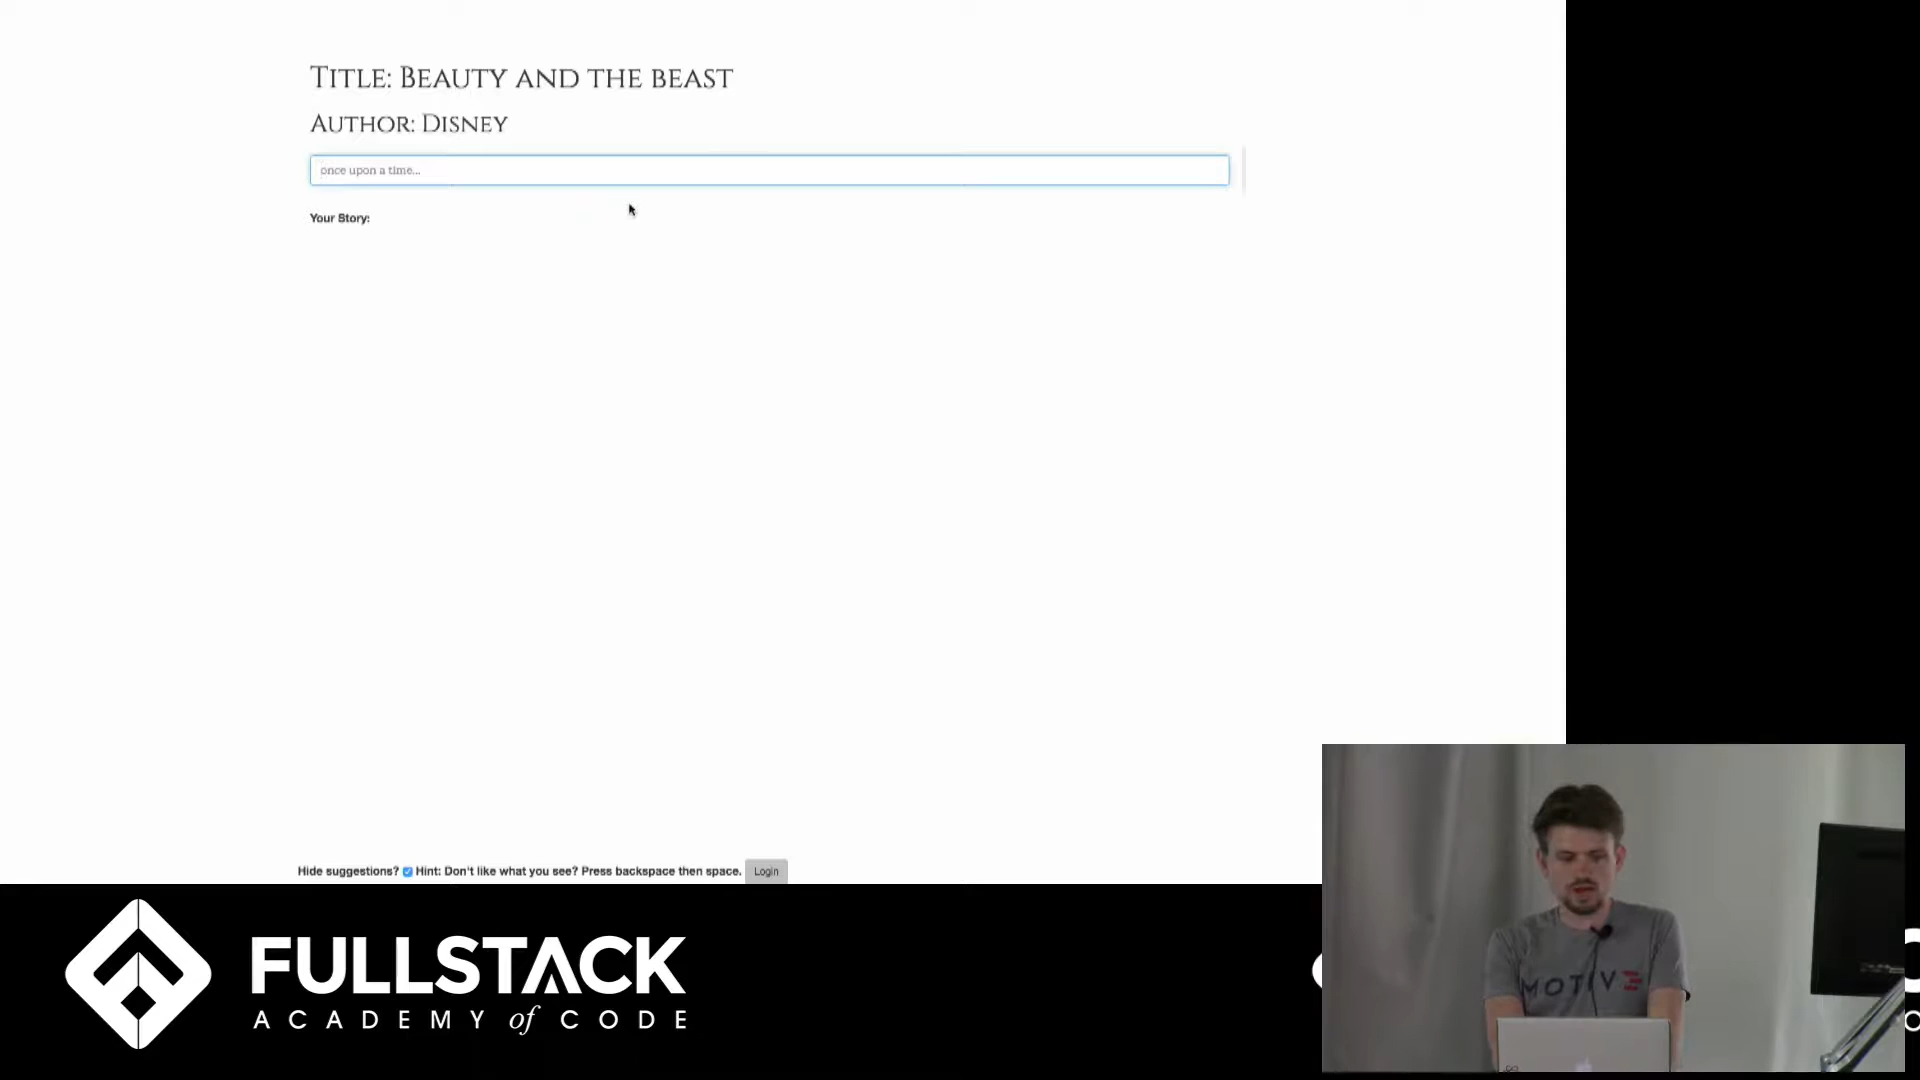 TITLE: BEAUTY AND THE BEAST
AUTHOR: DISNEY
once upon a time...
Your Story:
Hide suggestions? Hint: Don't like what you see? Press backspace then space. Login
FULLSTACK
ACADEMY of CODE
MOTIV